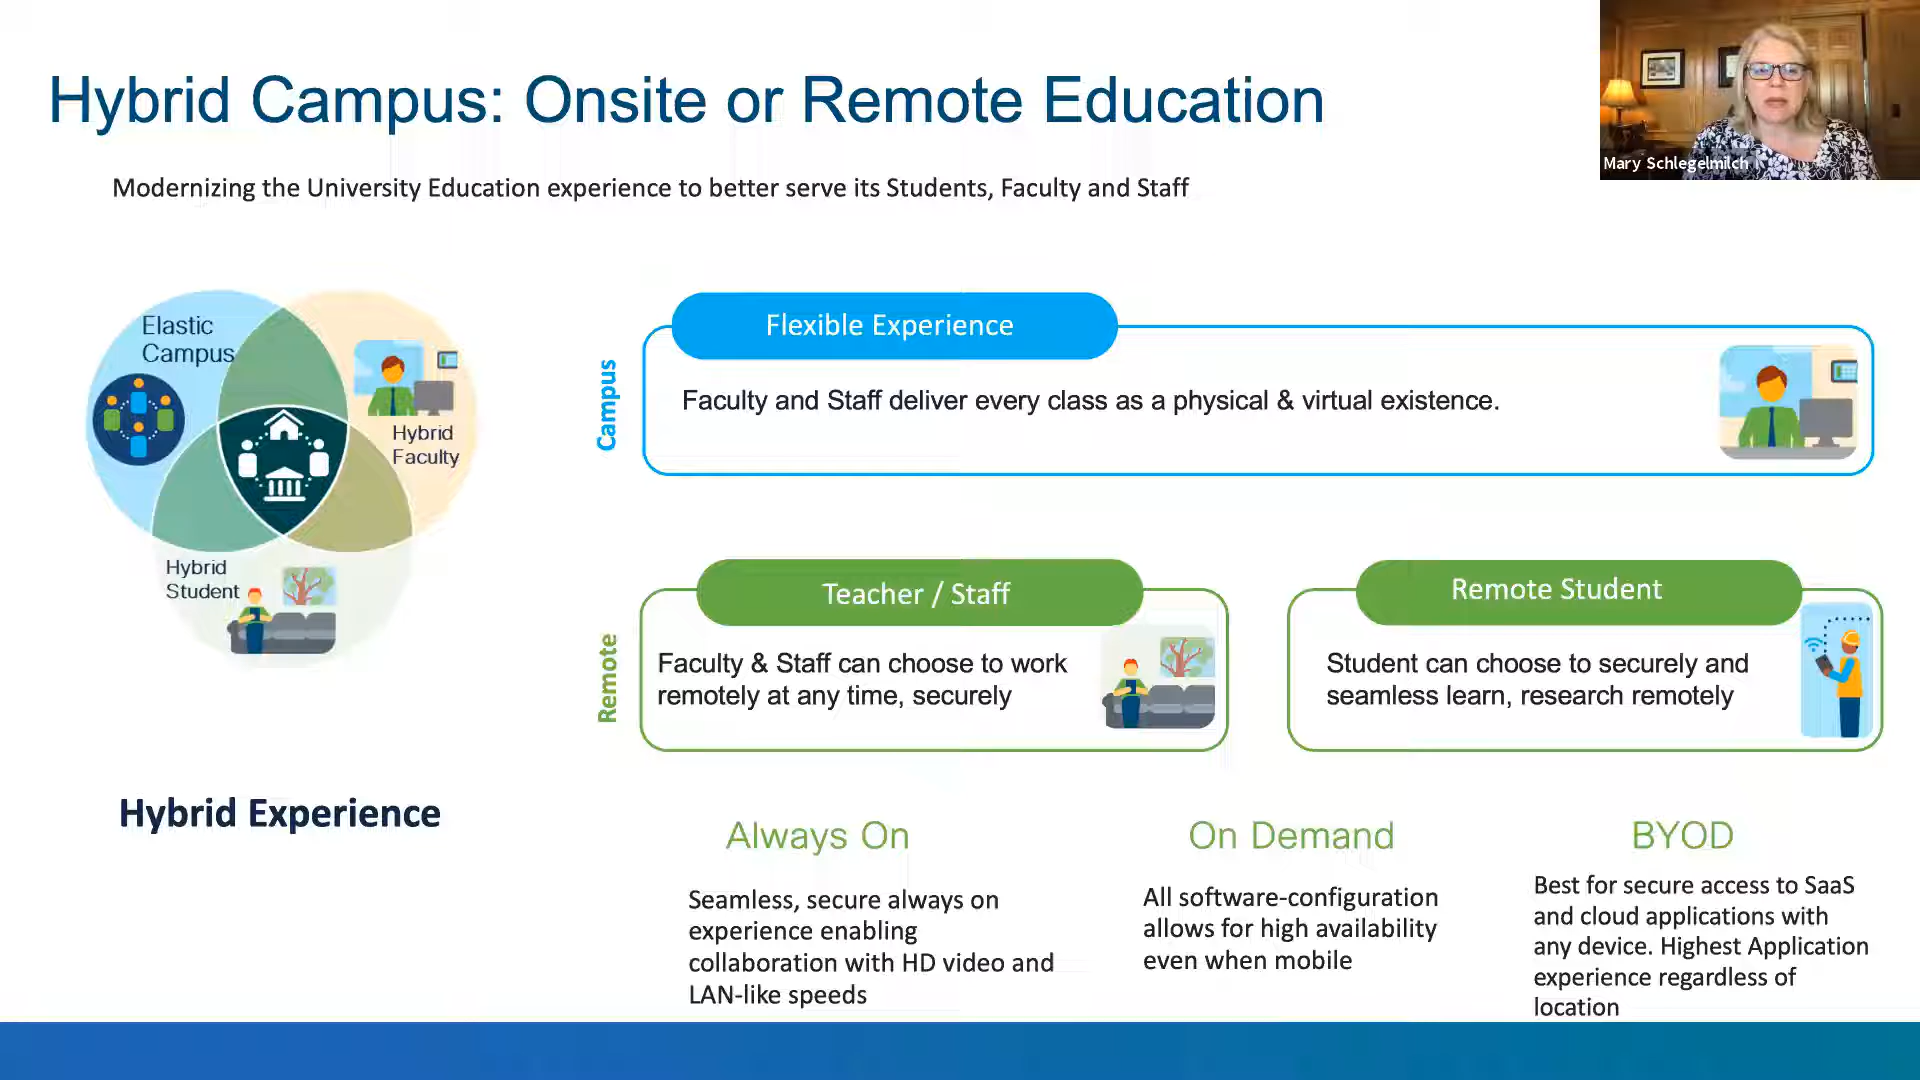 Hybrid Campus: Onsite or Remote Education
Mary Schlegelmilch
Modernizing the University Education experience to better serve its Students, Faculty and Staff
Elastic
Campus
Hybrid
Faculty
Hybrid
Student
Hybrid Experience
Campus
Flexible Experience
Faculty and Staff deliver every class as a physical & virtual existence.
Remote
Teacher / Staff
Faculty & Staff can choose to work
remotely at any time, securely
Remote Student
Student can choose to securely and
seamless learn, research remotely
Always On
Seamless, secure always on
experience enabling
collaboration with HD video and
LAN-like speeds
On Demand
All software-configuration
allows for high availability
even when mobile
BYOD
Best for secure access to SaaS
and cloud applications with
any device. Highest Application
experience regardless of
location